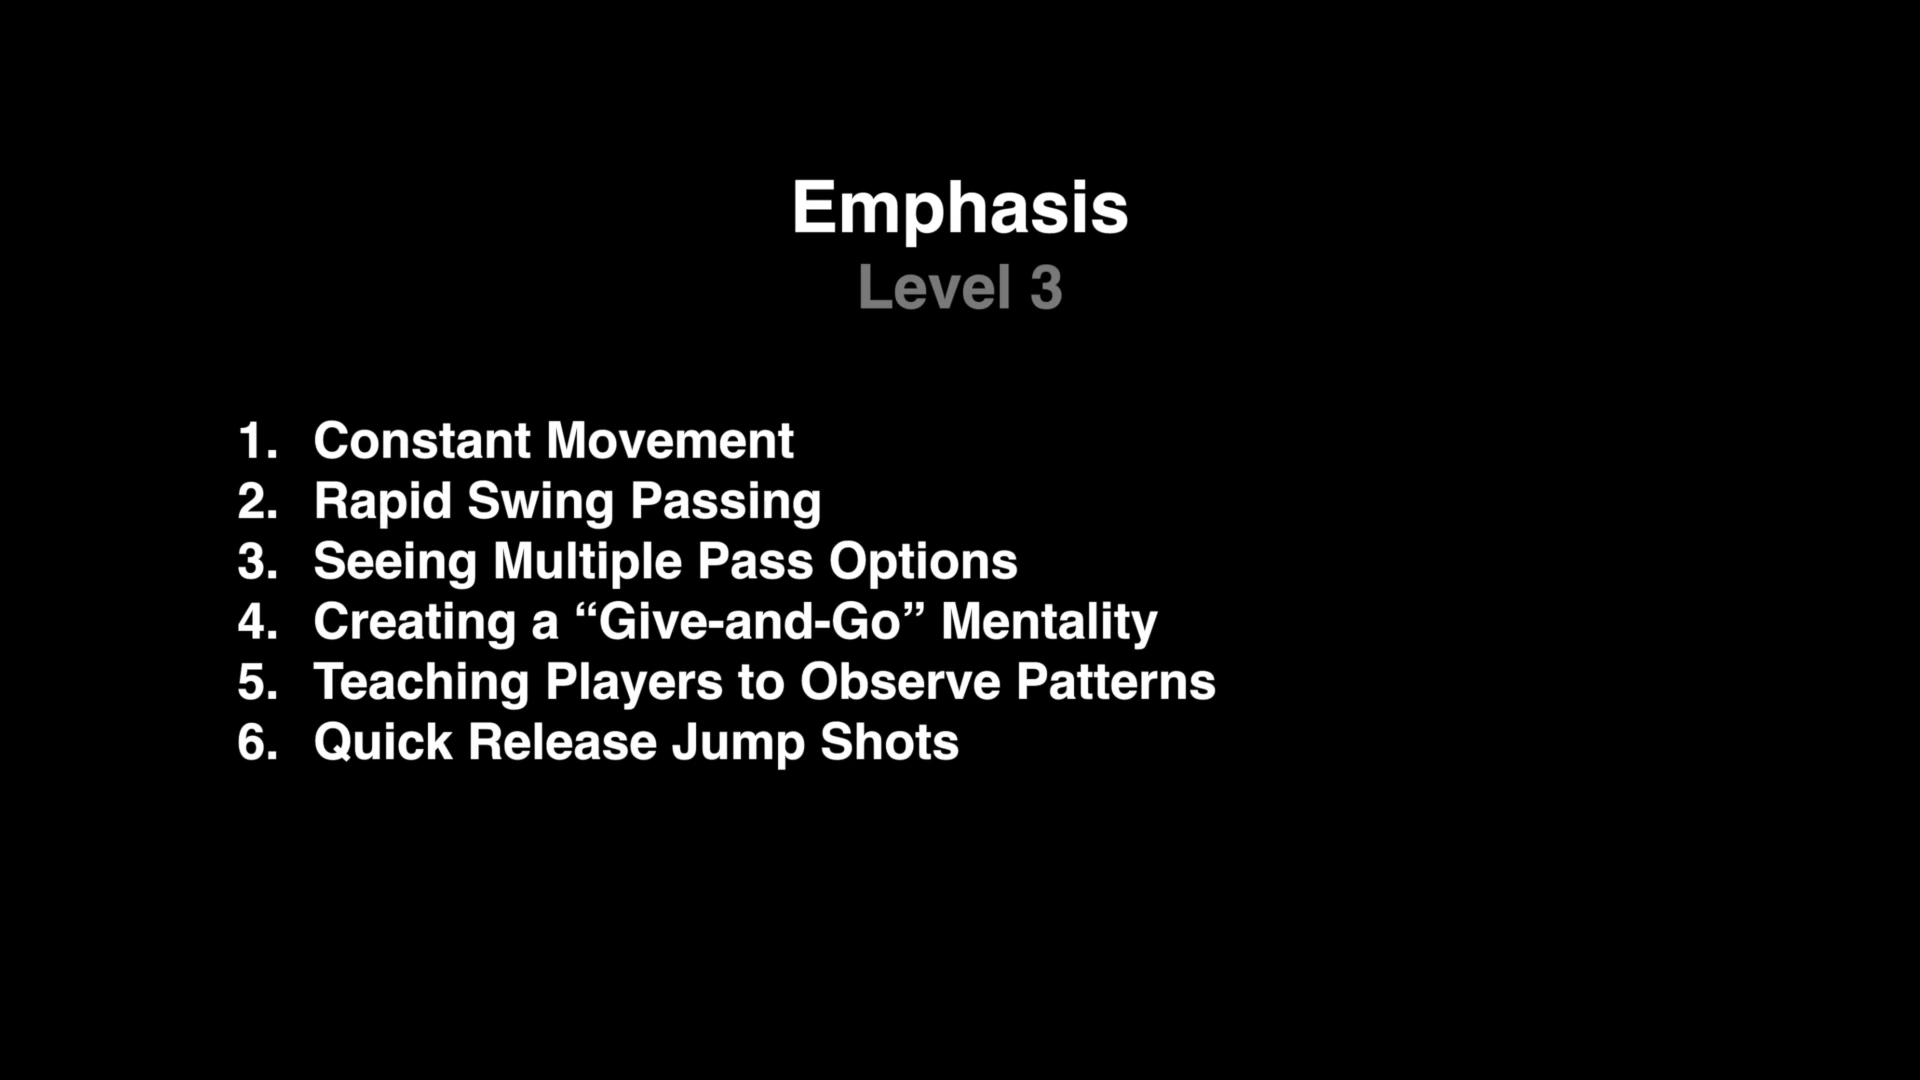 Emphasis
Level 3
1. Constant Movement
2. Rapid Swing Passing
3. Seeing Multiple Pass Options
4. Creating a “Give-and-Go” Mentality
5. Teaching Players to Observe Patterns
6. Quick Release Jump Shots